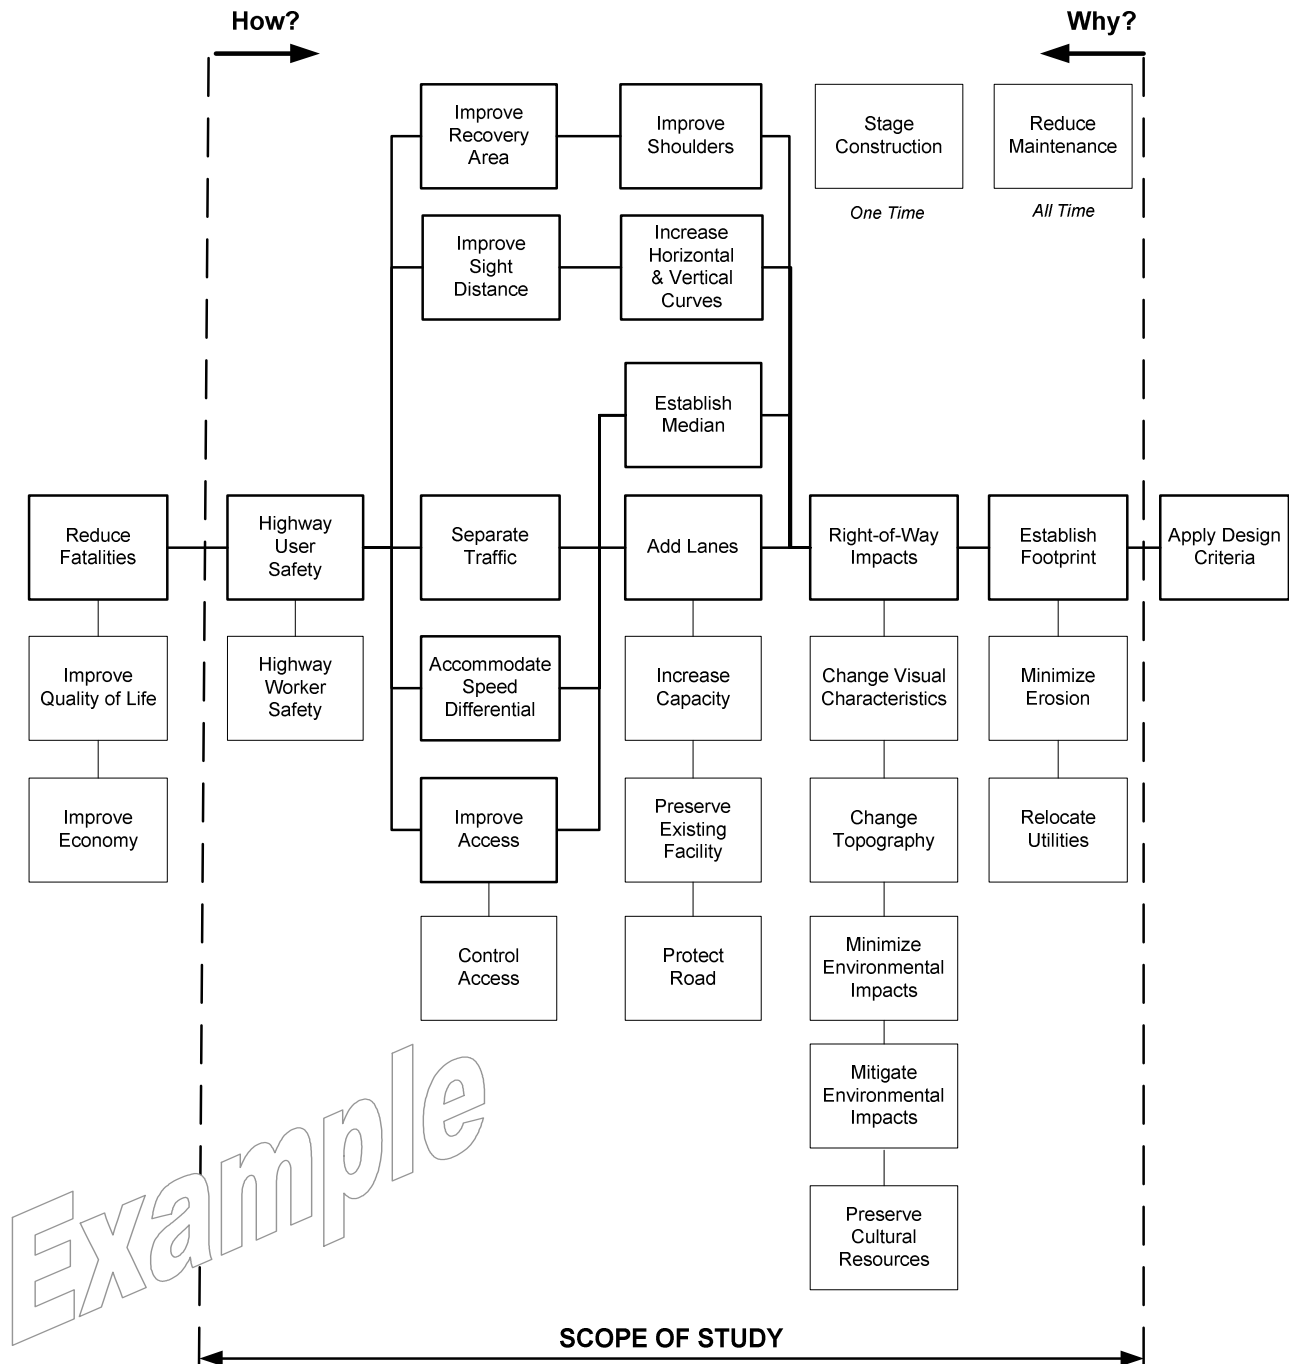 How?
Why?
Improve
Recovery
Area
Improve
Shoulders
Stage
Construction
Reduce
Maintenance
One Time
All Time
Improve
Sight
Distance
Increase
Horizontal
& Vertical
Curves
Establish
Median
Reduce
Fatalities
Highway
User
Safety
Separate
Traffic
Add Lanes
Right-of-Way
Impacts
Establish
Footprint
Apply Design
Criteria
Improve
Quality of Life
Highway
Worker
Safety
Accommodate
Speed
Differential
Increase
Capacity
Change Visual
Characteristics
Minimize
Erosion
Improve
Economy
Improve
Access
Preserve
Existing
Facility
Change
Topography
Relocate
Utilities
Control
Access
Protect
Road
Minimize
Environmental
Impacts
Mitigate
Environmental
Impacts
Preserve
Cultural
Resources
Example
SCOPE OF STUDY